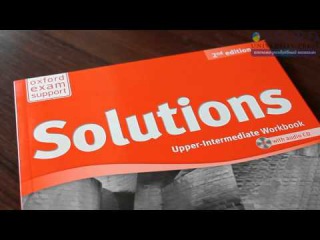 oxford
exam
support
2nd edition
Solutions
Upper-Intermediate Workbook
with audio CD